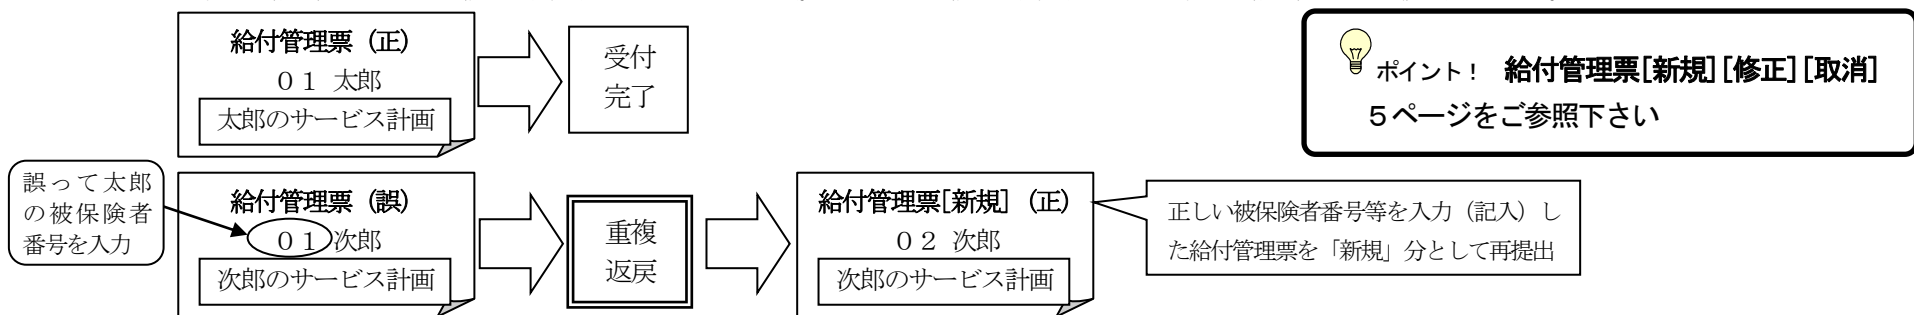 給付管理票（正）
０１ 太郎
太郎のサービス計画
受付
完了
ポイント！ 給付管理票[新規][修正][取消]
５ページをご参照下さい
誤って太郎
の被保険者
番号を入力
給付管理票（誤）
０１次郎
次郎のサービス計画
重複
返戻
給付管理票[新規]（正）
０２ 次郎
次郎のサービス計画
正しい被保険者番号等を入力（記入）し
た給付管理票を「新規」分として再提出